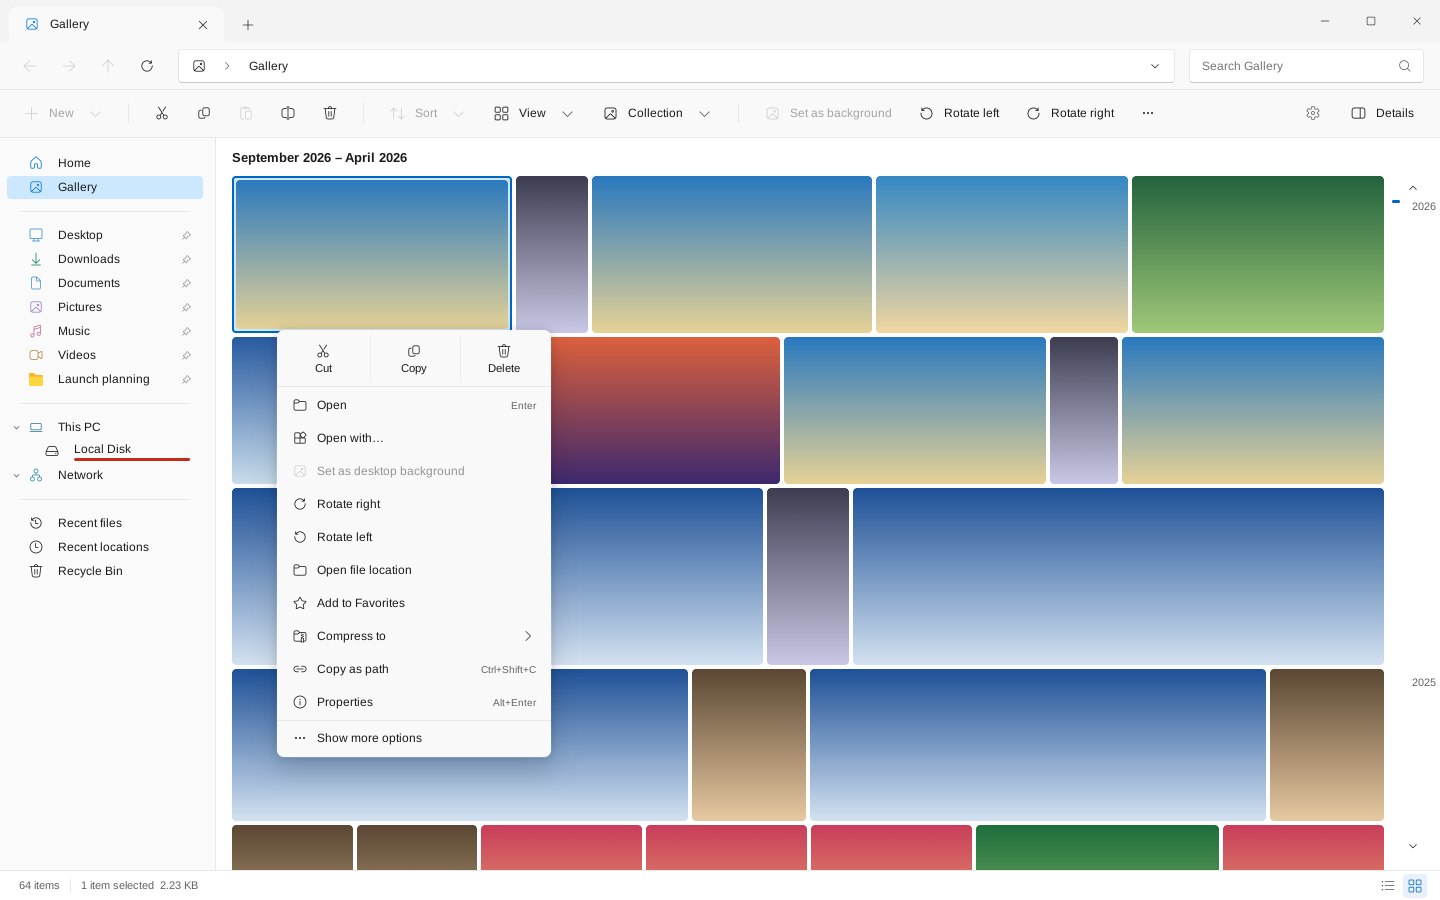 Gallery
Gallery
Search Gallery
New
Sort
View
Collection
Set as background
Rotate left
Rotate right
Details
Home
Gallery
Desktop
Downloads
Documents
Pictures
Music
Videos
Launch planning
This PC
Local Disk
Network
Recent files
Recent locations
Recycle Bin
September 2026 – April 2026
2026
2025
Cut
Copy
Delete
Open Enter
Open with…
Set as desktop background
Rotate right
Rotate left
Open file location
Add to Favorites
Compress to
Copy as path Ctrl+Shift+C
Properties Alt+Enter
Show more options
64 items
1 item selected 2.23 KB